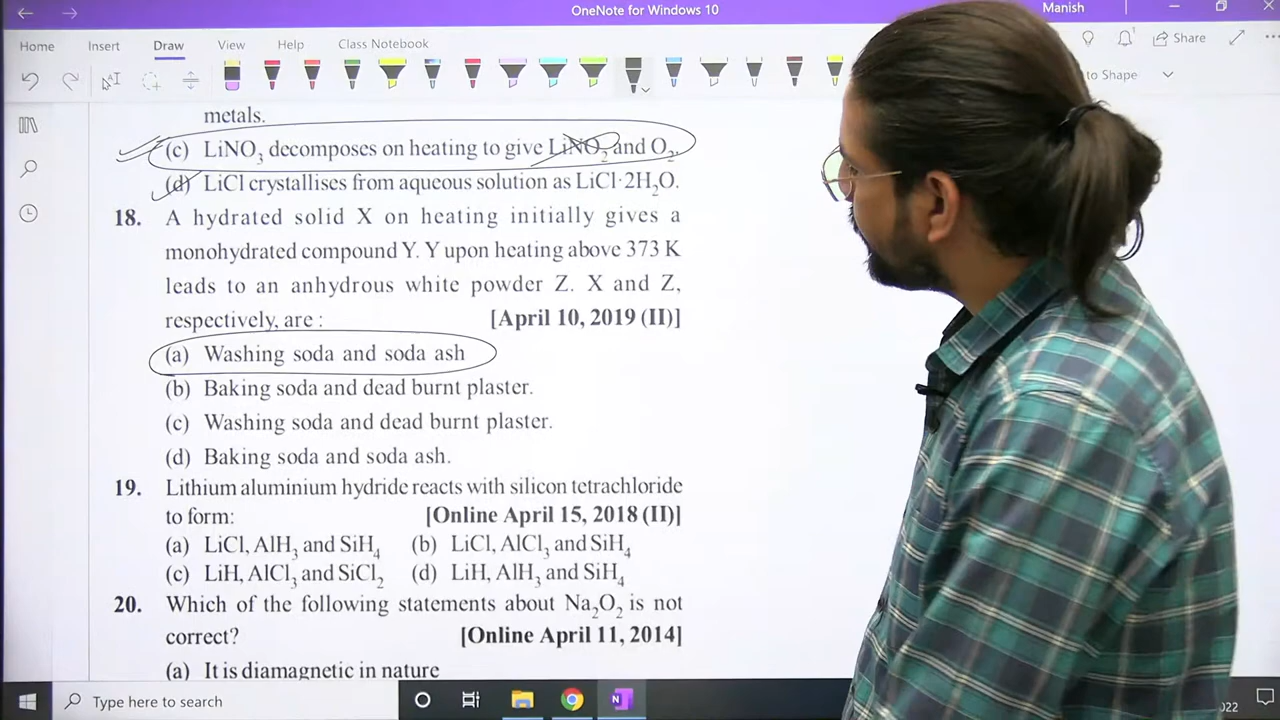 OneNote for Windows 10
Manish
Home Insert Draw View Help Class Notebook
Share
to Shape
metals.
(c) LiNO₃ decomposes on heating to give LiNO₂ and O₂.
(d) LiCl crystallises from aqueous solution as LiCl·2H₂O.
18. A hydrated solid X on heating initially gives a
monohydrated compound Y. Y upon heating above 373 K
leads to an anhydrous white powder Z. X and Z,
respectively, are : [April 10, 2019 (II)]
(a) Washing soda and soda ash
(b) Baking soda and dead burnt plaster.
(c) Washing soda and dead burnt plaster.
(d) Baking soda and soda ash.
19. Lithium aluminium hydride reacts with silicon tetrachloride
to form: [Online April 15, 2018 (II)]
(a) LiCl, AlH₃ and SiH₄ (b) LiCl, AlCl₃ and SiH₄
(c) LiH, AlCl₃ and SiCl₂ (d) LiH, AlH₃ and SiH₄
20. Which of the following statements about Na₂O₂ is not
correct? [Online April 11, 2014]
(a) It is diamagnetic in nature
Type here to search